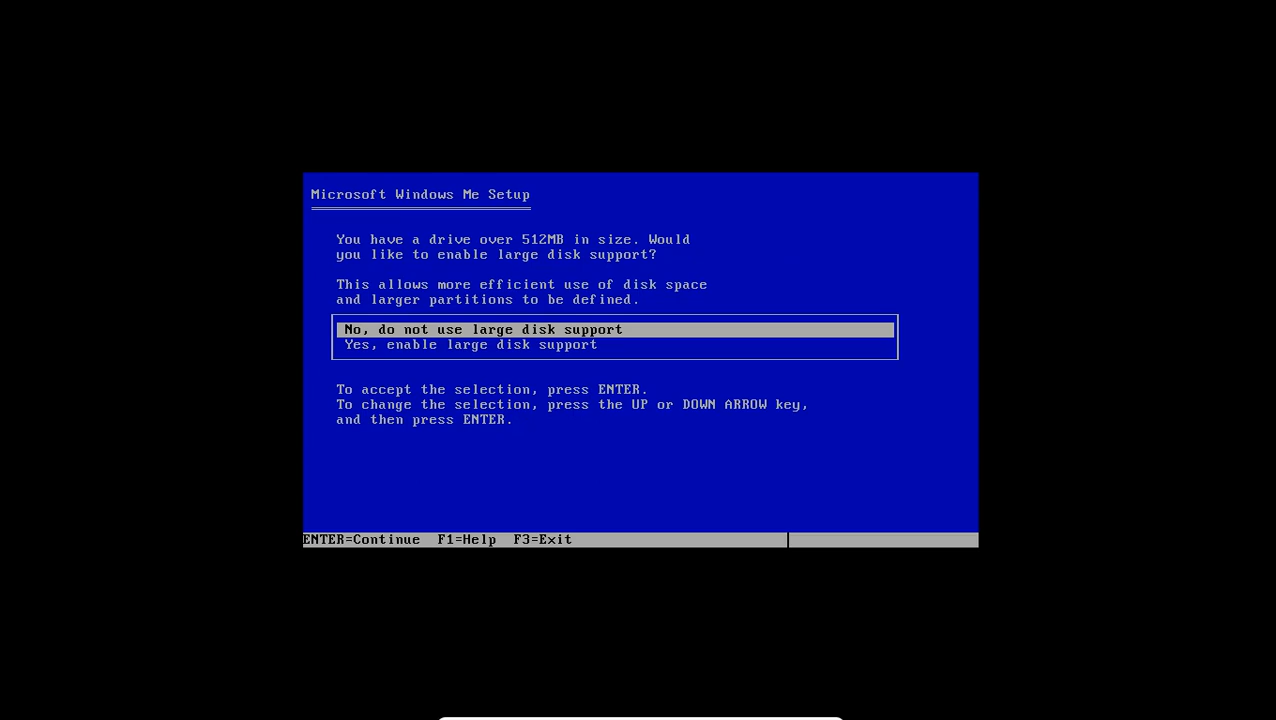 Microsoft Windows Me Setup
You have a drive over 512MB in size. Would
you like to enable large disk support?
This allows more efficient use of disk space
and larger partitions to be defined.
No, do not use large disk support
Yes, enable large disk support
To accept the selection, press ENTER.
To change the selection, press the UP or DOWN ARROW key,
and then press ENTER.
ENTER=Continue  F1=Help  F3=Exit